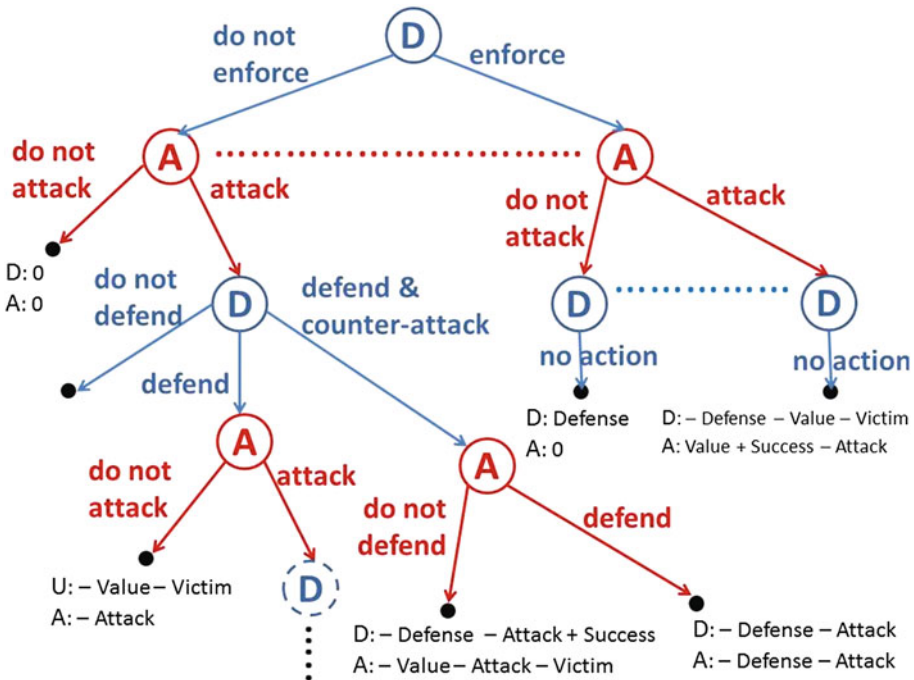 D
do not
enforce
enforce
A
A
do not
attack
attack
do not
attack
attack
D: 0
A: 0
do not
defend
D
defend &
counter-attack
D
D
defend
no action
no action
D: Defense
A: 0
D: – Defense – Value – Victim
A: Value + Success – Attack
A
A
do not
attack
attack
do not
defend
defend
D
U: – Value – Victim
A: – Attack
D: – Defense – Attack + Success
A: – Value – Attack – Victim
D: – Defense – Attack
A: – Defense – Attack